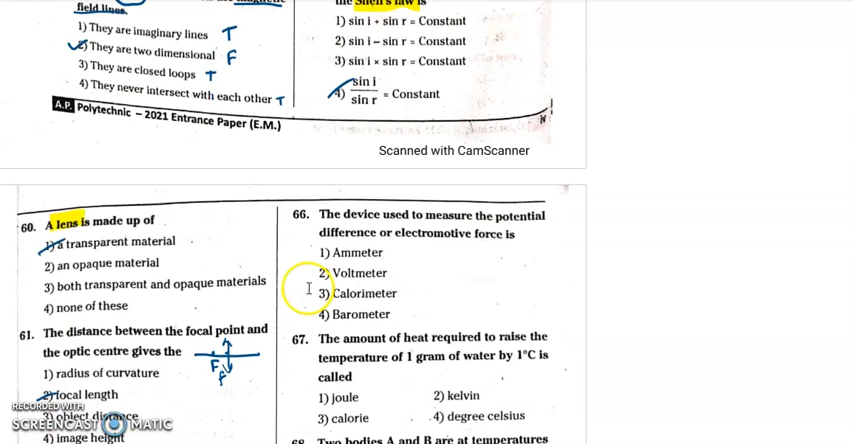 field lines.
1) They are imaginary lines T
2) They are two dimensional F
3) They are closed loops T
4) They never intersect with each other T
A.P. Polytechnic – 2021 Entrance Paper (E.M.)
the Snell's law is
1) sin i + sin r = Constant
2) sin i – sin r = Constant
3) sin i × sin r = Constant
4) sin i / sin r = Constant
Scanned with CamScanner
60. A lens is made up of
1) a transparent material
2) an opaque material
3) both transparent and opaque materials
4) none of these
61. The distance between the focal point and
the optic centre gives the
F
f
1) radius of curvature
2) focal length
3) object distance
4) image height
66. The device used to measure the potential
difference or electromotive force is
1) Ammeter
2) Voltmeter
3) Calorimeter
4) Barometer
67. The amount of heat required to raise the
temperature of 1 gram of water by 1°C is
called
1) joule 2) kelvin
3) calorie 4) degree celsius
68. Two bodies A and B are at temperatures
RECORDED WITH
SCREENCAST MATIC